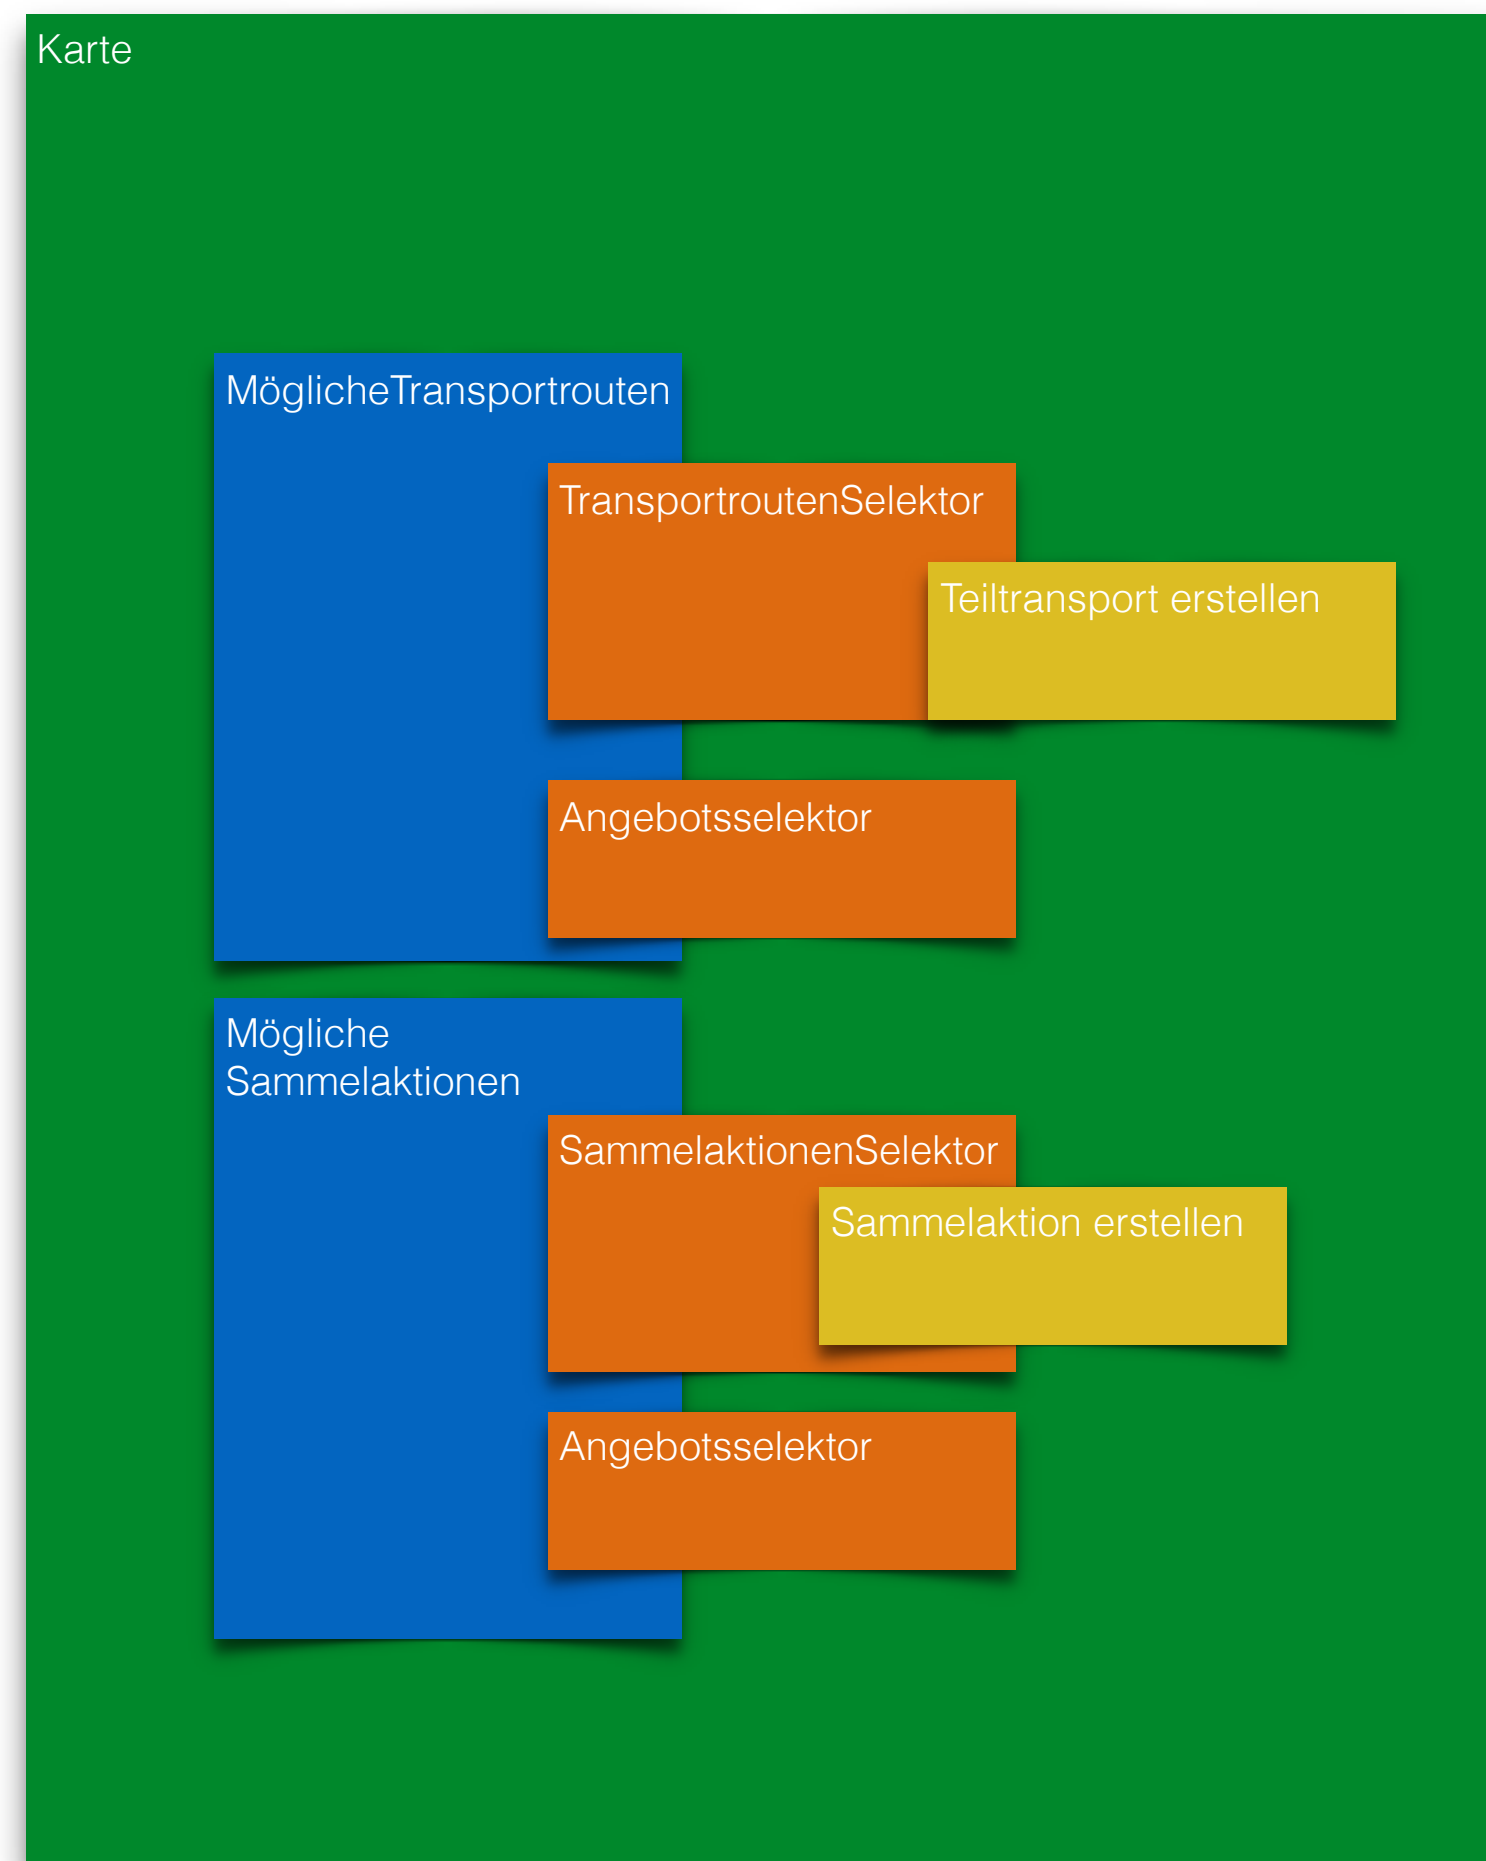 Karte
MöglicheTransportrouten
TransportroutenSelektor
Teiltransport erstellen
Angebotsselektor
Mögliche
Sammelaktionen
SammelaktionenSelektor
Sammelaktion erstellen
Angebotsselektor